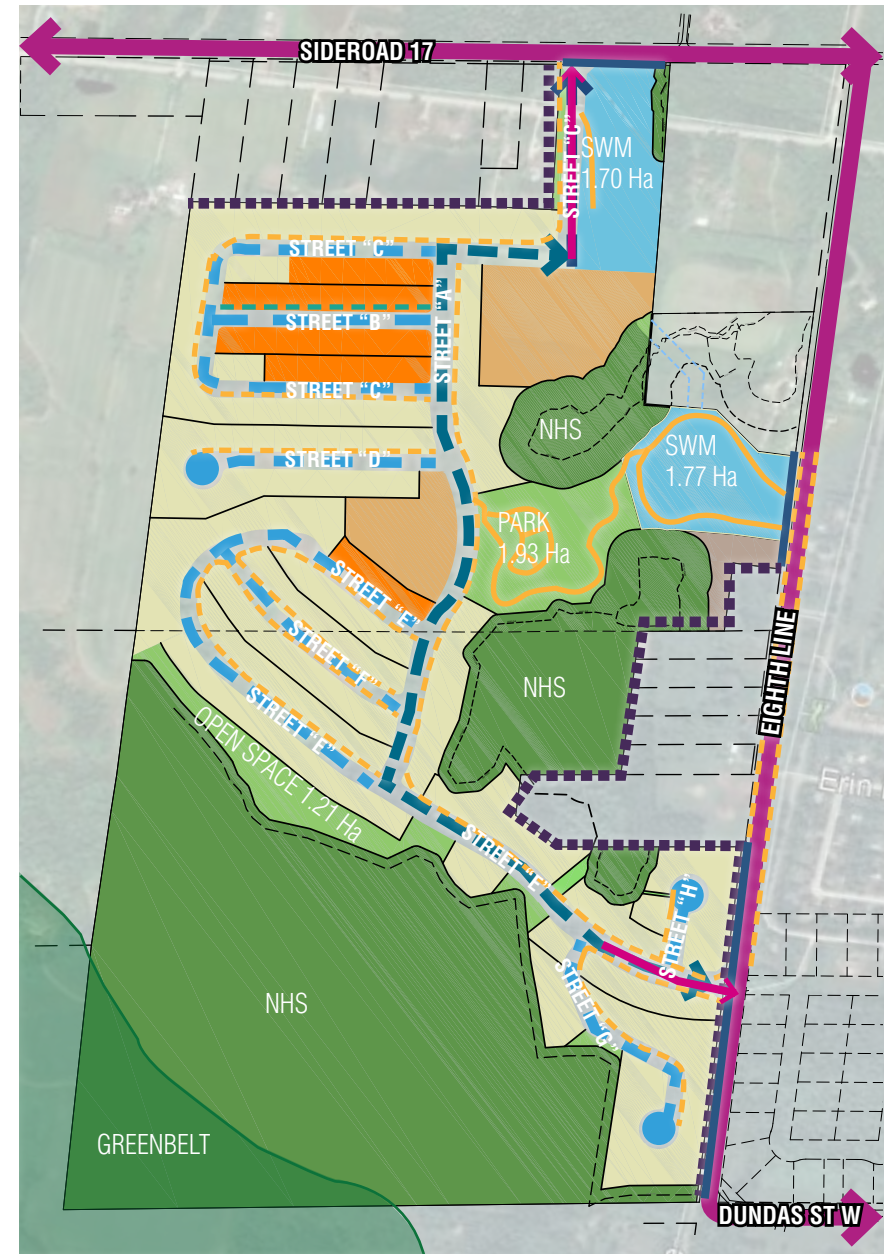 SIDEROAD 17
STREET "C"
SWM
1.70 Ha
STREET "C"
STREET "A"
STREET "B"
STREET "C"
NHS
SWM
1.77 Ha
STREET "D"
PARK
1.93 Ha
STREET "E"
STREET "F"
EIGHTH LINE
NHS
STREET "E"
OPEN SPACE 1.21 Ha
Erin
STREET "E"
STREET "H"
STREET "G"
NHS
GREENBELT
DUNDAS ST W